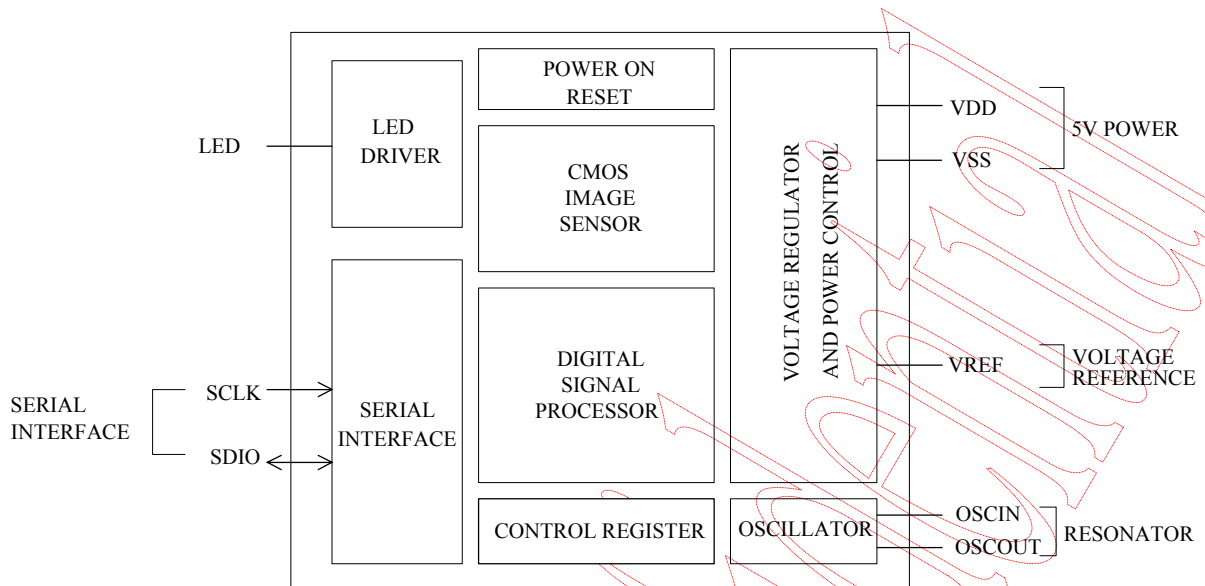 POWER ON
RESET
LED
LED
DRIVER
CMOS
IMAGE
SENSOR
VOLTAGE REGULATOR
AND POWER CONTROL
VDD
VSS
5V POWER
DIGITAL
SIGNAL
PROCESSOR
VREF
VOLTAGE
REFERENCE
SERIAL
INTERFACE
SCLK
SDIO
SERIAL
INTERFACE
CONTROL REGISTER
OSCILLATOR
OSCIN
OSCOUT
RESONATOR